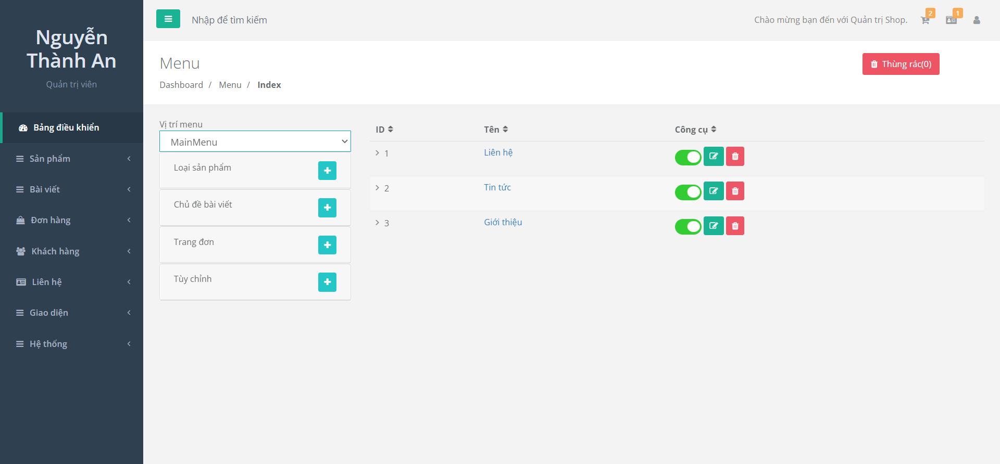 Nguyễn
Thành An
Quản trị viên
Bảng điều khiển
Sản phẩm
Bài viết
Đơn hàng
Khách hàng
Liên hệ
Giao diện
Hệ thống
Nhập để tìm kiếm
Chào mừng bạn đến với Quản trị Shop.
2
1
Menu
Dashboard / Menu / Index
Thùng rác(0)
Vị trí menu
MainMenu
Loại sản phẩm
Chủ đề bài viết
Trang đơn
Tùy chỉnh
ID Tên Công cụ
1 Liên hệ
2 Tin tức
3 Giới thiệu